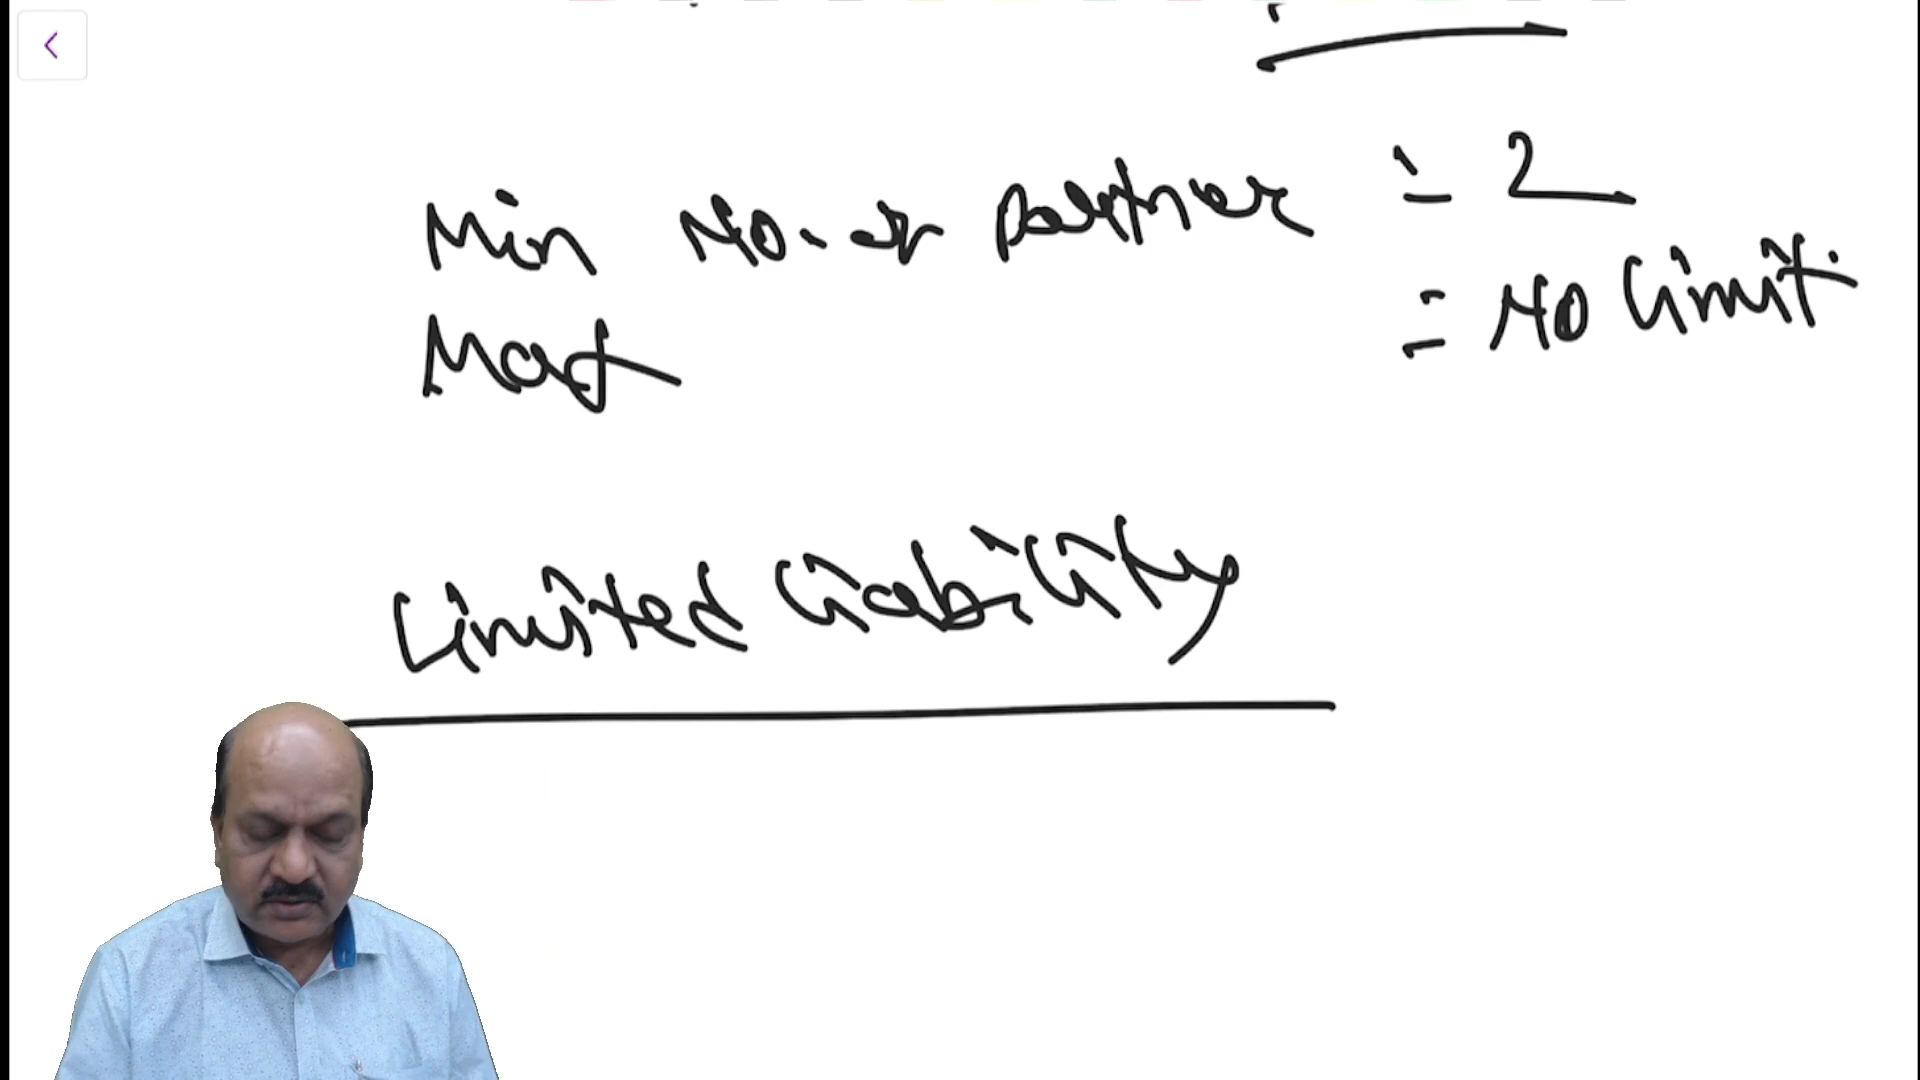 Min No. of partner = 2
Max = No limit.
Limited liability